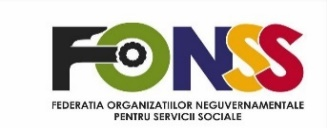 FONSS
FEDERATIA ORGANIZATIILOR NEGUVERNAMENTALE
PENTRU SERVICII SOCIALE